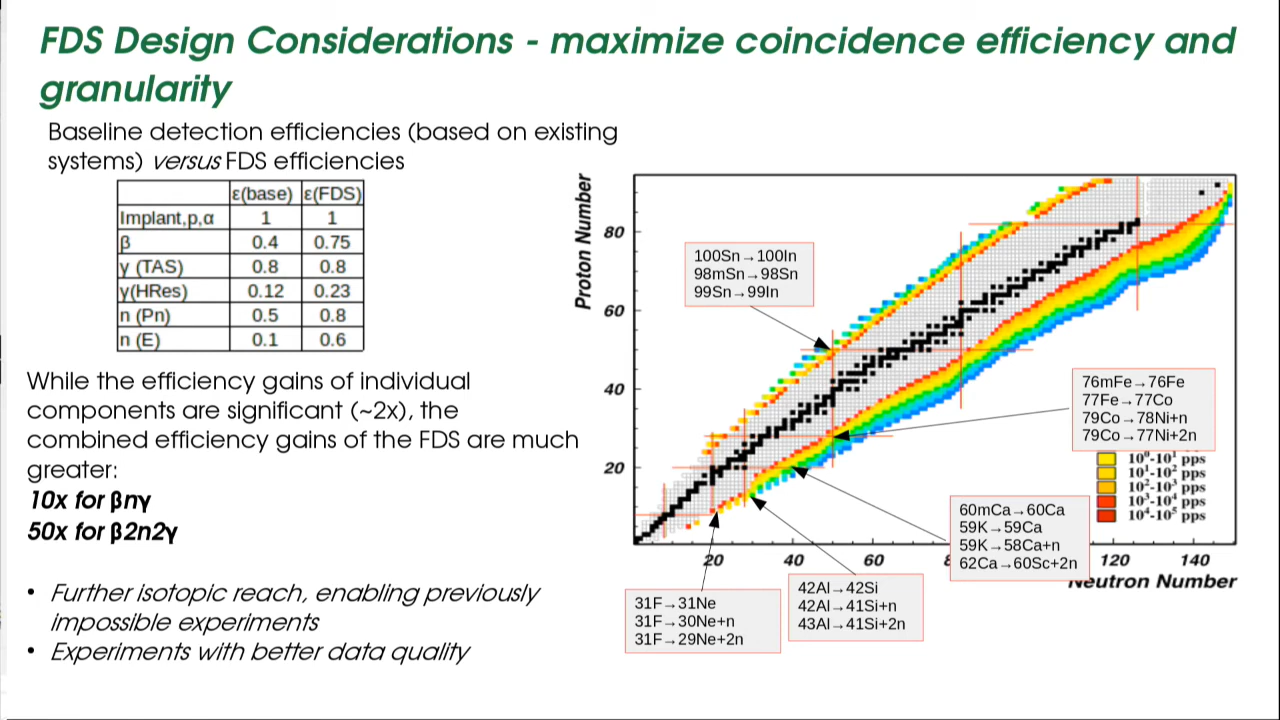 FDS Design Considerations - maximize coincidence efficiency and
granularity
Baseline detection efficiencies (based on existing
systems) versus FDS efficiencies
ε(base) ε(FDS)
Implant,p,α 1 1
β 0.4 0.75
γ (TAS) 0.8 0.8
γ(HRes) 0.12 0.23
n (Pn) 0.5 0.8
n (E) 0.1 0.6
While the efficiency gains of individual
components are significant (~2x), the
combined efficiency gains of the FDS are much
greater:
10x for βnγ
50x for β2n2γ
• Further isotopic reach, enabling previously
impossible experiments
• Experiments with better data quality
Proton Number
80
60
40
20
100Sn→100In
98mSn→98Sn
99Sn→99In
76mFe→76Fe
77Fe→77Co
79Co→78Ni+n
79Co→77Ni+2n
10⁰-10¹ pps
10¹-10² pps
10²-10³ pps
10³-10⁴ pps
10⁴-10⁵ pps
60mCa→60Ca
59K→59Ca
59K→58Ca+n
62Ca→60Sc+2n
20 40 60 8 120 140
Neutron Number
42Al→42Si
42Al→41Si+n
43Al→41Si+2n
31F→31Ne
31F→30Ne+n
31F→29Ne+2n